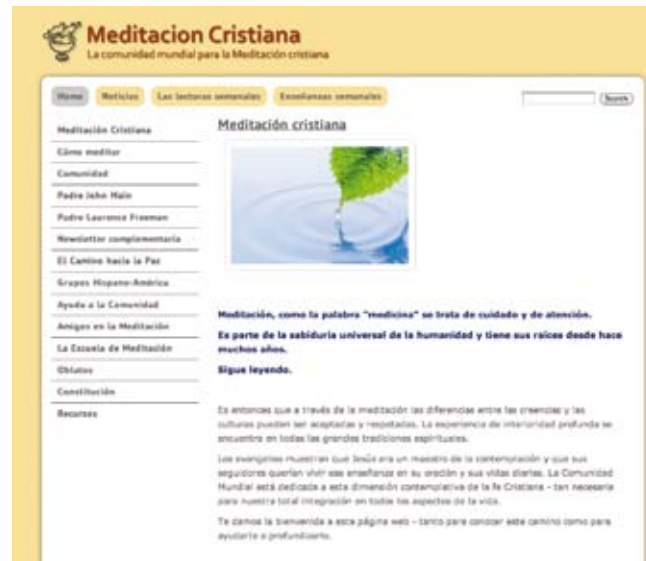 Meditacion Cristiana
La comunidad mundial para la Meditación cristiana
Home Noticias Las lecturas semanales Enseñanzas semanales
Search
Meditación Cristiana
Cómo meditar
Comunidad
Padre John Main
Padre Laurence Freeman
Newsletter complementaria
El Camino hacia la Paz
Grupos Hispano-América
Ayuda a la Comunidad
Amigos en la Meditación
La Escuela de Meditación
Oblatos
Constitución
Recursos
Meditación cristiana
Meditación, como la palabra "medicina" se trata de cuidado y de atención.
Es parte de la sabiduría universal de la humanidad y tiene sus raíces desde hace
muchos años.
Sigue leyendo.
Es entonces que a través de la meditación las diferencias entre las creencias y las
culturas pueden ser aceptadas y respetadas. La experiencia de interioridad profunda se
encuentra en todas las grandes tradiciones espirituales.
Los evangelios muestran que Jesús era un maestro de la contemplación y que sus
seguidores querían vivir esa enseñanza en su oración y sus vidas diarias. La Comunidad
Mundial está dedicada a esta dimensión contemplativa de la fe Cristiana - tan necesaria
para nuestra total integración en todos los aspectos de la vida.
Te damos la bienvenida a esta página web - tanto para conocer este camino como para
ayudarte a profundizarlo.